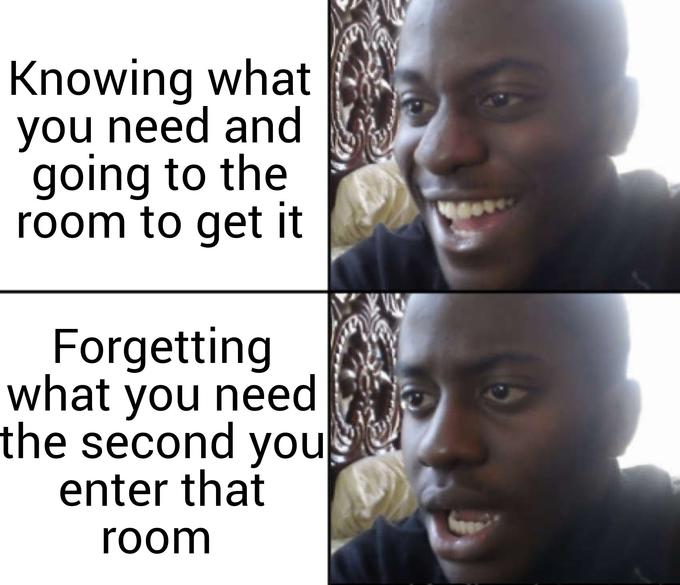 Knowing what
you need and
going to the
room to get it
Forgetting
what you need
the second you
enter that
room